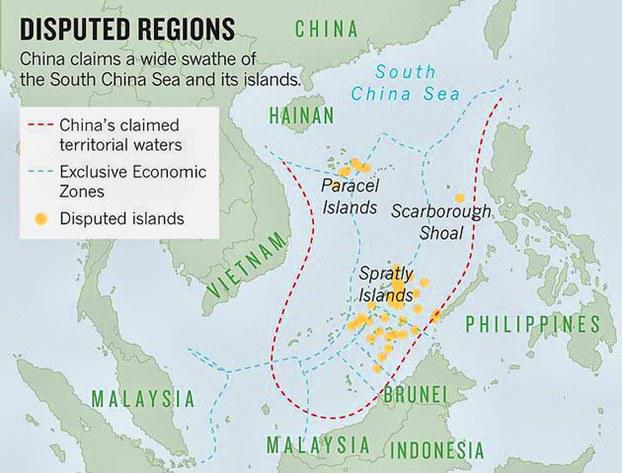 DISPUTED REGIONS
China claims a wide swathe of
the South China Sea and its islands.
China's claimed
territorial waters
Exclusive Economic
Zones
Disputed islands
CHINA
South
China Sea
HAINAN
Paracel
Islands
Scarborough
Shoal
VIETNAM
Spratly
Islands
PHILIPPINES
MALAYSIA
BRUNEI
MALAYSIA
INDONESIA